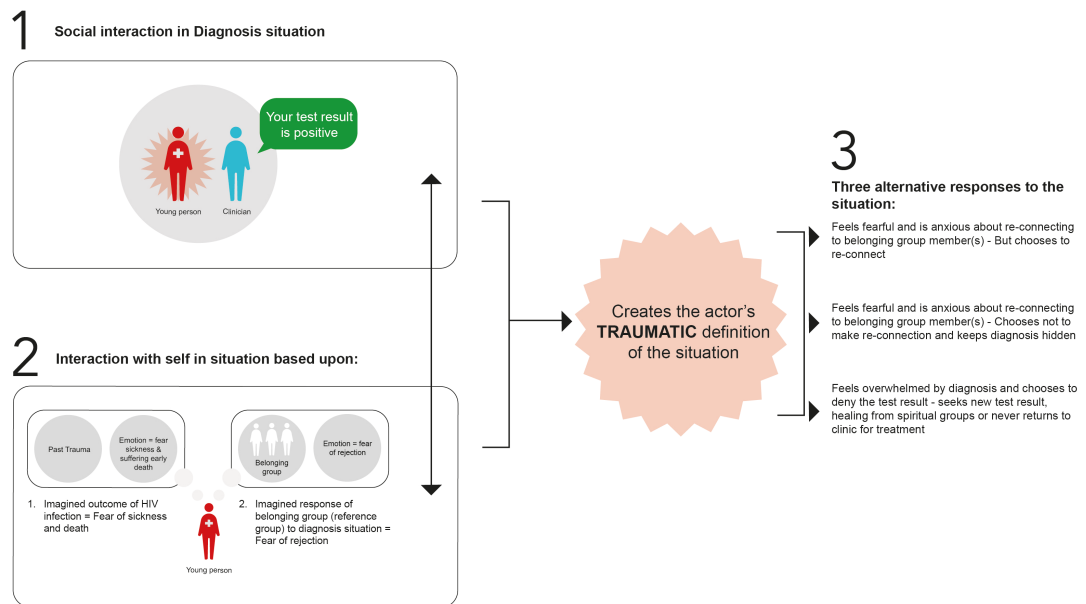 1
Social interaction in Diagnosis situation
Your test result
is positive
Young person
Clinician
2
Interaction with self in situation based upon:
Past Trauma
Emotion = fear
sickness &
suffering early
death
Belonging
group
Emotion = fear
of rejection
1. Imagined outcome of HIV
infection = Fear of sickness
and death
2. Imagined response of
belonging group (reference
group) to diagnosis situation =
Fear of rejection
Young person
Creates the actor's
TRAUMATIC definition
of the situation
3
Three alternative responses to the
situation:
Feels fearful and is anxious about re-connecting
to belonging group member(s) - But chooses to
re-connect
Feels fearful and is anxious about re-connecting
to belonging group member(s) - Chooses not to
make re-connection and keeps diagnosis hidden
Feels overwhelmed by diagnosis and chooses to
deny the test result - seeks new test result,
healing from spiritual groups or never returns to
clinic for treatment